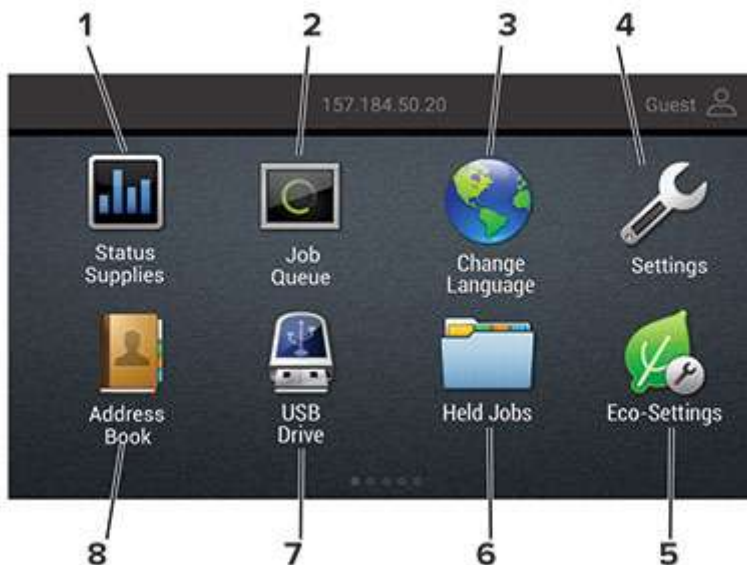 1 2 3 4
157.184.50.20 Guest
Status
Supplies
Job
Queue
Change
Language
Settings
Address
Book
USB
Drive
Held Jobs
Eco-Settings
8 7 6 5